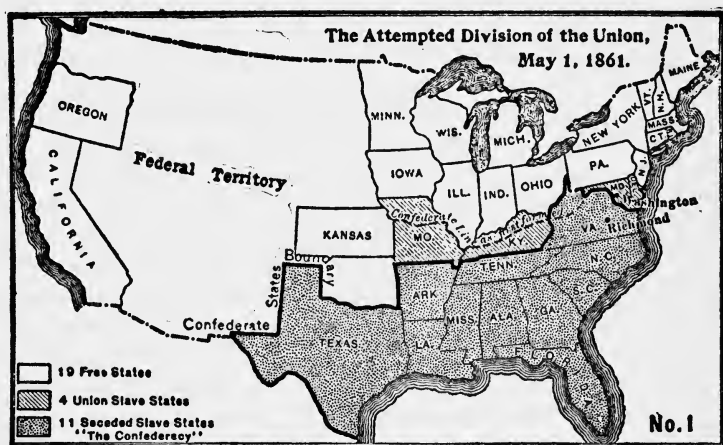 The Attempted Division of the Union,
May 1, 1861.
OREGON
CALIFORNIA
Federal Territory
MINN.
WIS.
MICH.
IOWA
ILL.
IND.
OHIO
PA.
NEW YORK
VT.
N.H.
MAINE
MASS.
CT.
N.J.
MD.
Washington
KANSAS
MO.
KY.
VA.
Richmond
TENN.
N.C.
S.C.
ARK.
MISS.
ALA.
GA.
LA.
TEXAS
FLORIDA
Confederate States Boundary
19 Free States
4 Union Slave States
11 Seceded Slave States
"The Confederacy"
No.1